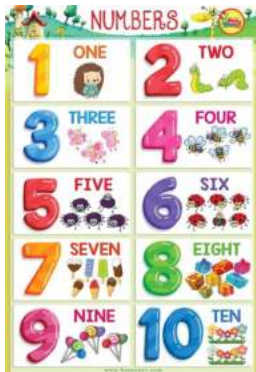 NUMBERS
1 ONE
2 TWO
3 THREE
4 FOUR
5 FIVE
6 SIX
7 SEVEN
8 EIGHT
9 NINE
10 TEN